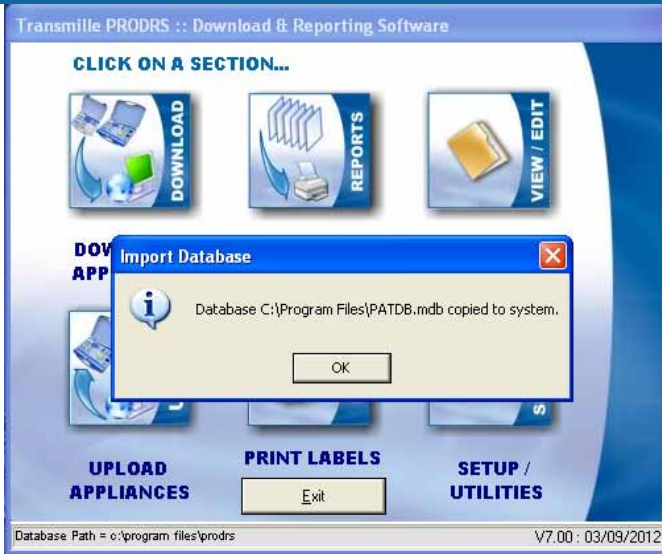 Transmille PRODRS :: Download & Reporting Software
CLICK ON A SECTION...
DOWNLOAD
REPORTS
VIEW / EDIT
Import Database
Database C:\Program Files\PATDB.mdb copied to system.
OK
UPLOAD
APPLIANCES
PRINT LABELS
SETUP /
UTILITIES
Exit
Database Path = c:\program files\prodrs
V7.00 : 03/09/2012